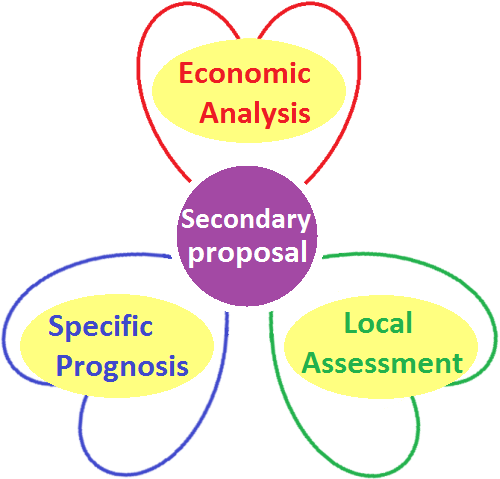 Economic
Analysis
Secondary
proposal
Specific
Prognosis
Local
Assessment